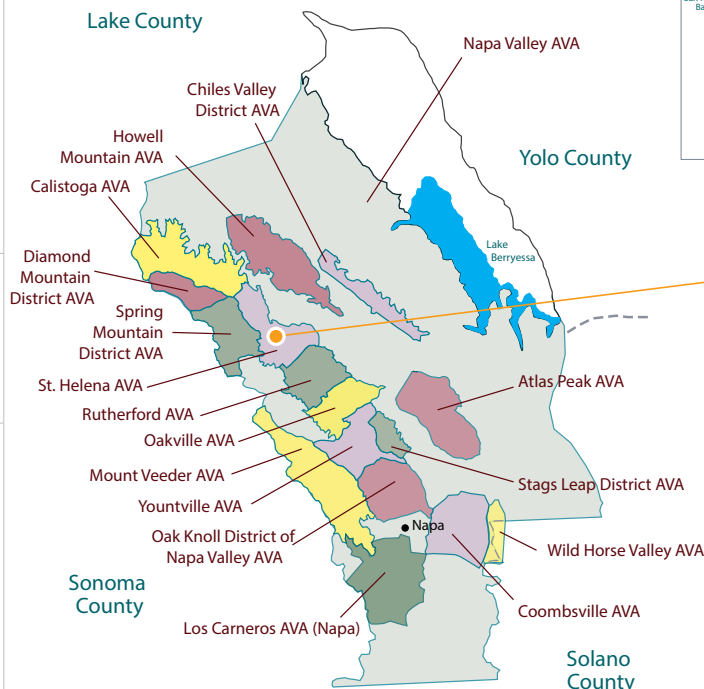 Lake County
Napa Valley AVA
Chiles Valley
District AVA
Howell
Mountain AVA
Yolo County
Calistoga AVA
Lake
Berryessa
Diamond
Mountain
District AVA
Spring
Mountain
District AVA
St. Helena AVA
Atlas Peak AVA
Rutherford AVA
Oakville AVA
Mount Veeder AVA
Stags Leap District AVA
Yountville AVA
Napa
Oak Knoll District of
Napa Valley AVA
Wild Horse Valley AVA
Sonoma
County
Coombsville AVA
Los Carneros AVA (Napa)
Solano
County